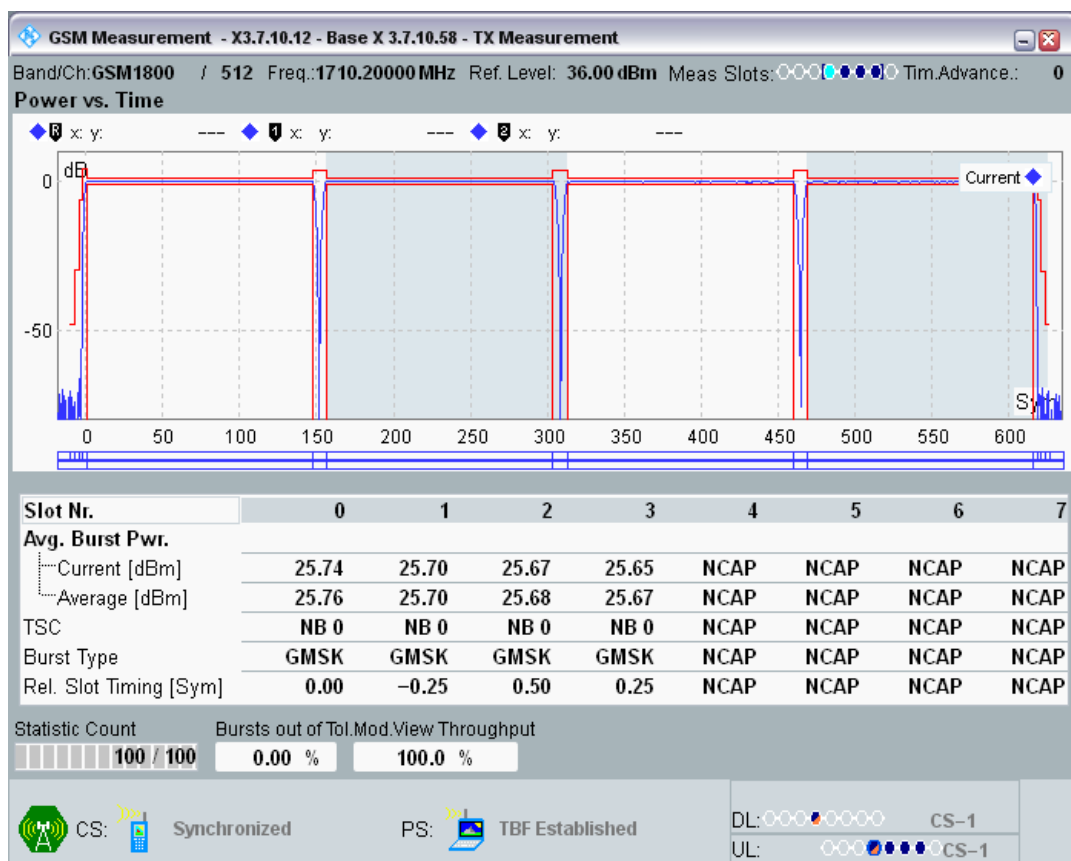 GSM Measurement - X3.7.10.12 - Base X 3.7.10.58 - TX Measurement
Band/Ch:GSM1800 / 512 Freq.:1710.20000 MHz Ref. Level: 36.00 dBm Meas Slots: Tim.Advance.: 0
Power vs. Time
R x: y: --- 1 x: y: --- 2 x: y: ---
dB
0
Current
-50
Sym
0 50 100 150 200 250 300 350 400 450 500 550 600
Slot Nr. 0 1 2 3 4 5 6 7
Avg. Burst Pwr.
Current [dBm] 25.74 25.70 25.67 25.65 NCAP NCAP NCAP NCAP
Average [dBm] 25.76 25.70 25.68 25.67 NCAP NCAP NCAP NCAP
TSC NB 0 NB 0 NB 0 NB 0 NCAP NCAP NCAP NCAP
Burst Type GMSK GMSK GMSK GMSK NCAP NCAP NCAP NCAP
Rel. Slot Timing [Sym] 0.00 −0.25 0.50 0.25 NCAP NCAP NCAP NCAP
Statistic Count Bursts out of Tol.Mod.View Throughput
100 / 100 0.00 % 100.0 %
CS: Synchronized PS: TBF Established
DL: CS−1
UL: CS−1